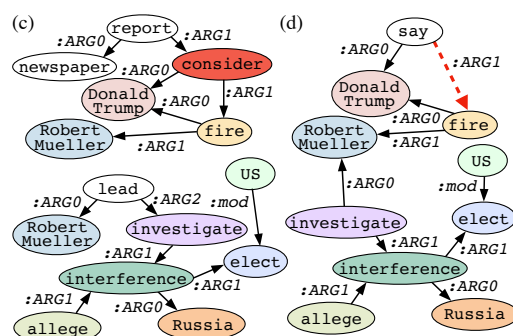 (c)
report
:ARG0
:ARG1
newspaper
consider
:ARG0
:ARG1
Donald
Trump
:ARG0
Robert
Mueller
fire
:ARG1
lead
:ARG0
:ARG2
US
:mod
Robert
Mueller
investigate
:ARG1
elect
interference
:ARG1
:ARG1
:ARG0
allege
Russia
(d)
say
:ARG0
:ARG1
Donald
Trump
:ARG0
fire
Robert
Mueller
:ARG1
US
:mod
:ARG0
investigate
elect
:ARG1
:ARG1
interference
:ARG1
:ARG0
allege
Russia